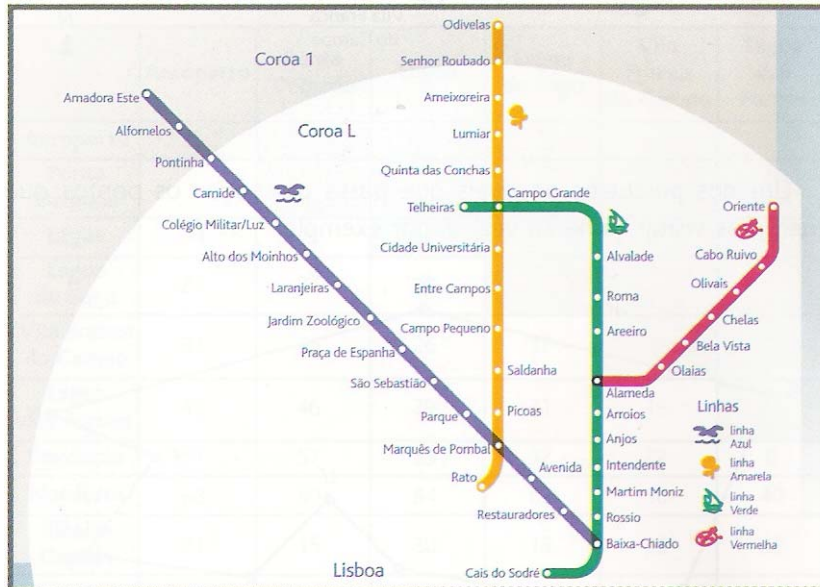 Odivelas
Coroa 1
Senhor Roubado
Amadora Este
Ameixoeira
Alfornelos
Coroa L
Lumiar
Pontinha
Quinta das Conchas
Carnide
Campo Grande
Telheiras
Oriente
Colégio Militar/Luz
Cidade Universitária
Alto dos Moinhos
Alvalade
Cabo Ruivo
Laranjeiras
Entre Campos
Olivais
Roma
Jardim Zoológico
Campo Pequeno
Areeiro
Chelas
Praça de Espanha
Bela Vista
Saldanha
Olaias
São Sebastião
Alameda
Parque
Picoas
Arroios
Linhas
Marquês de Pombal
Anjos
linha
Azul
Rato
Avenida
Intendente
linha
Amarela
Martim Moniz
Restauradores
Rossio
linha
Verde
Baixa-Chiado
linha
Vermelha
Lisboa
Cais do Sodré